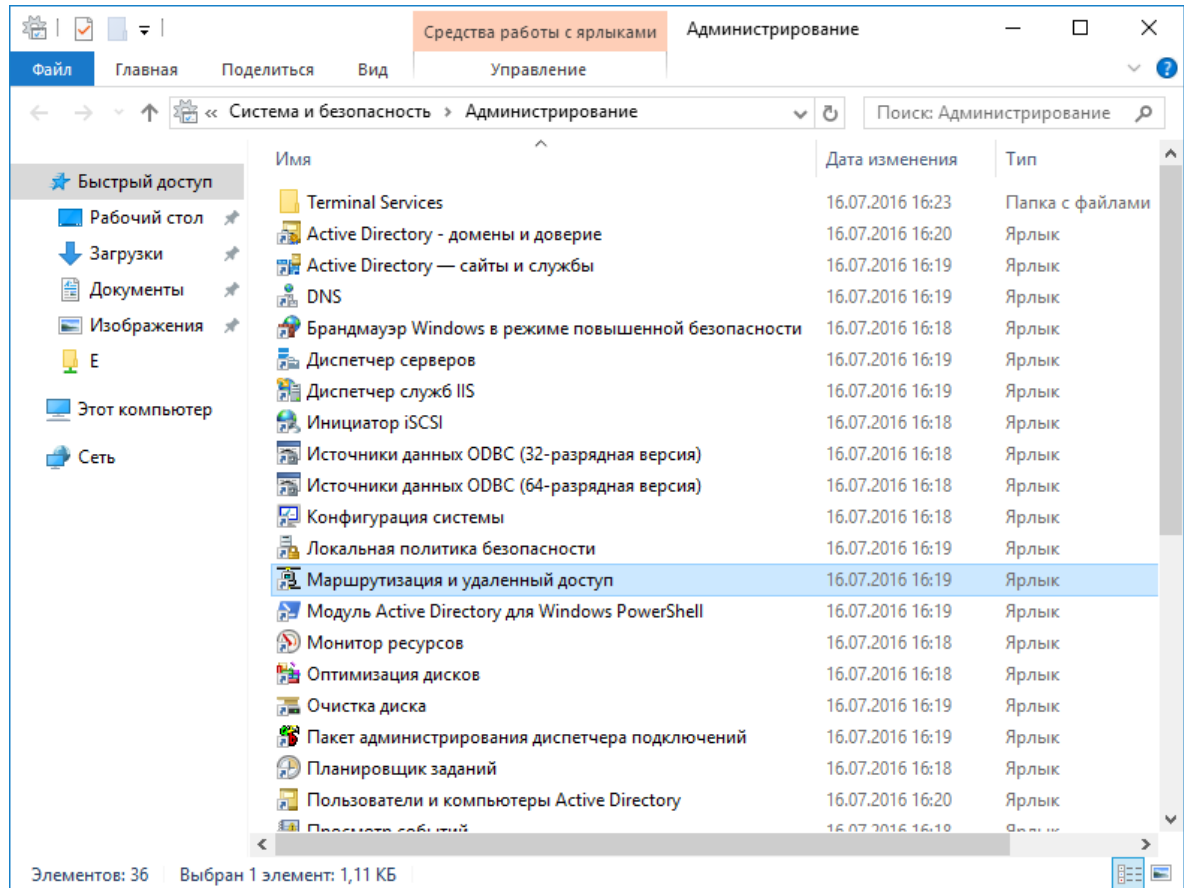 Средства работы с ярлыками Администрирование
Файл Главная Поделиться Вид Управление
« Система и безопасность › Администрирование Поиск: Администрирование
Имя Дата изменения Тип
Быстрый доступ
Рабочий стол
Загрузки
Документы
Изображения
E
Этот компьютер
Сеть
Terminal Services 16.07.2016 16:23 Папка с файлами
Active Directory - домены и доверие 16.07.2016 16:20 Ярлык
Active Directory — сайты и службы 16.07.2016 16:19 Ярлык
DNS 16.07.2016 16:19 Ярлык
Брандмауэр Windows в режиме повышенной безопасности 16.07.2016 16:18 Ярлык
Диспетчер серверов 16.07.2016 16:19 Ярлык
Диспетчер служб IIS 16.07.2016 16:19 Ярлык
Инициатор iSCSI 16.07.2016 16:18 Ярлык
Источники данных ODBC (32-разрядная версия) 16.07.2016 16:18 Ярлык
Источники данных ODBC (64-разрядная версия) 16.07.2016 16:18 Ярлык
Конфигурация системы 16.07.2016 16:18 Ярлык
Локальная политика безопасности 16.07.2016 16:19 Ярлык
Маршрутизация и удаленный доступ 16.07.2016 16:19 Ярлык
Модуль Active Directory для Windows PowerShell 16.07.2016 16:19 Ярлык
Монитор ресурсов 16.07.2016 16:18 Ярлык
Оптимизация дисков 16.07.2016 16:18 Ярлык
Очистка диска 16.07.2016 16:19 Ярлык
Пакет администрирования диспетчера подключений 16.07.2016 16:19 Ярлык
Планировщик заданий 16.07.2016 16:18 Ярлык
Пользователи и компьютеры Active Directory 16.07.2016 16:20 Ярлык
Просмотр событий 16.07.2016 16:18 Ярлык
Элементов: 36 Выбран 1 элемент: 1,11 КБ